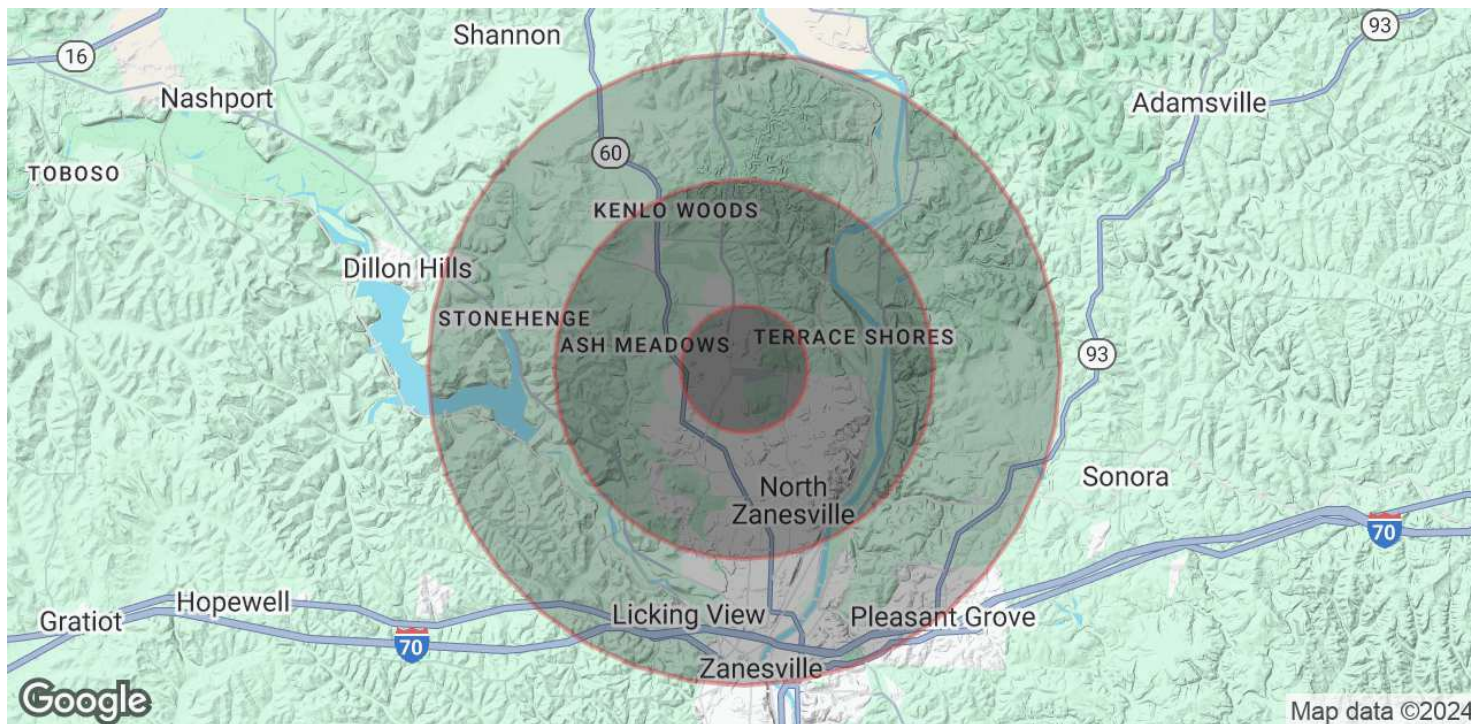 Shannon
93
16
Nashport
Adamsville
60
TOBOSO
KENLO WOODS
Dillon Hills
STONEHENGE
TERRACE SHORES
ASH MEADOWS
93
Sonora
North
Zanesville
70
Hopewell
Licking View
Pleasant Grove
Gratiot
70
Zanesville
Google
Map data ©2024